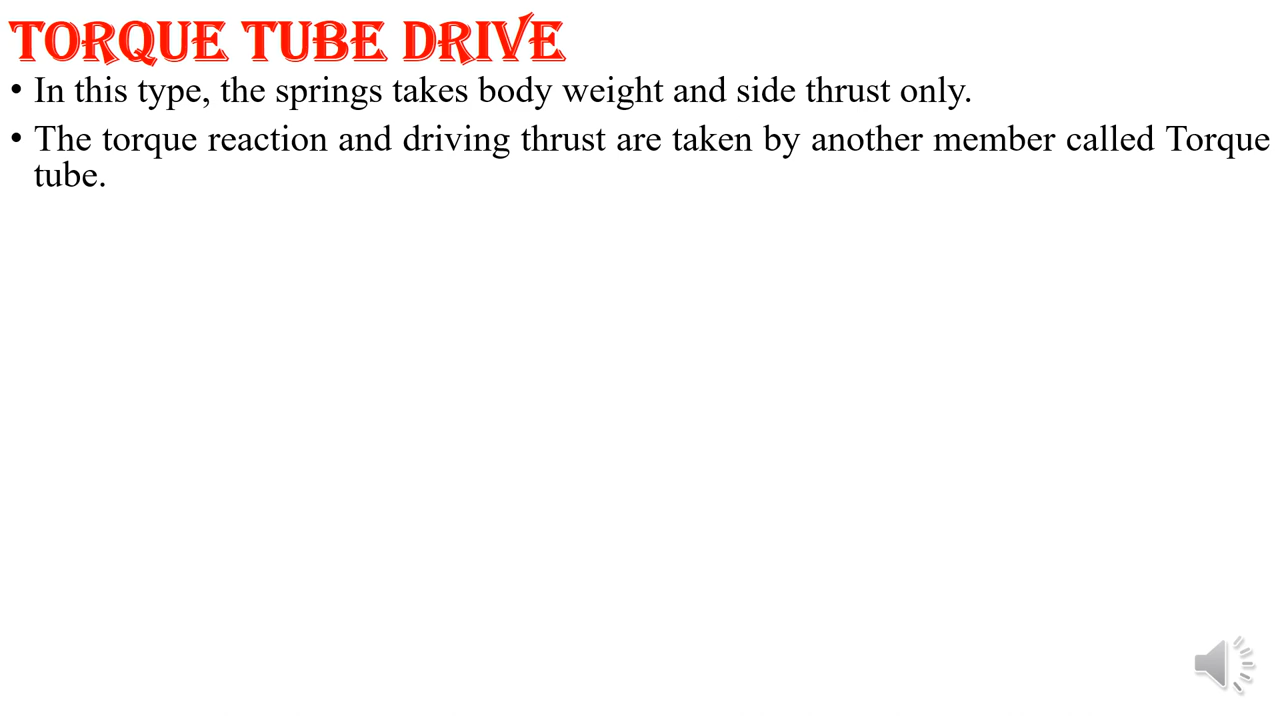 TORQUE TUBE DRIVE
• In this type, the springs takes body weight and side thrust only.
• The torque reaction and driving thrust are taken by another member called Torque
tube.